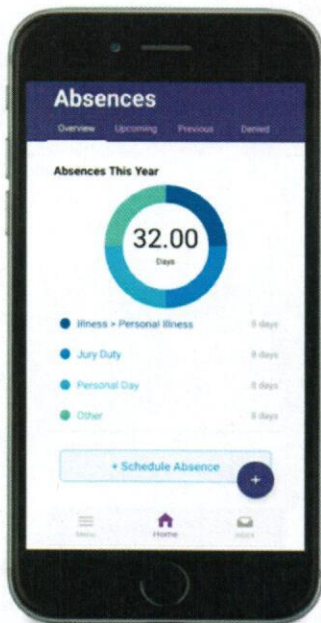 Absences
Overview Upcoming Previous Denied
Absences This Year
32.00
Days
Illness > Personal Illness 8 days
Jury Duty 8 days
Personal Day 8 days
Other 8 days
+ Schedule Absence
+
Menu Home Inbox